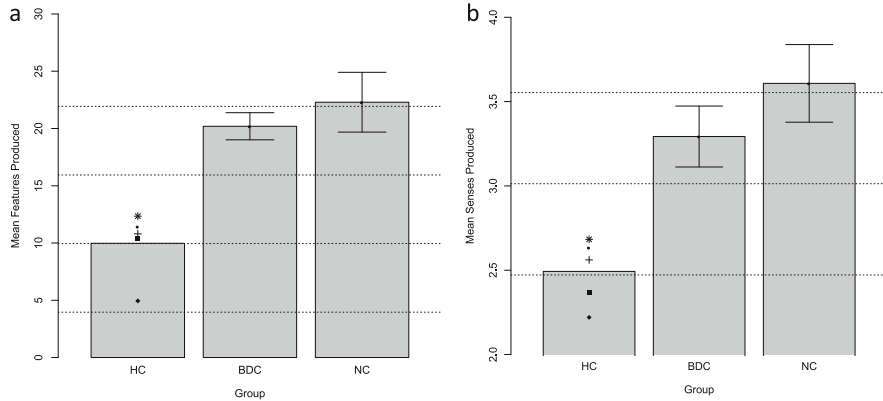 a
30
25
20
15
10
5
0
Mean Features Produced
HC BDC NC
Group
b
4.0
3.5
3.0
2.5
2.0
Mean Senses Produced
HC BDC NC
Group